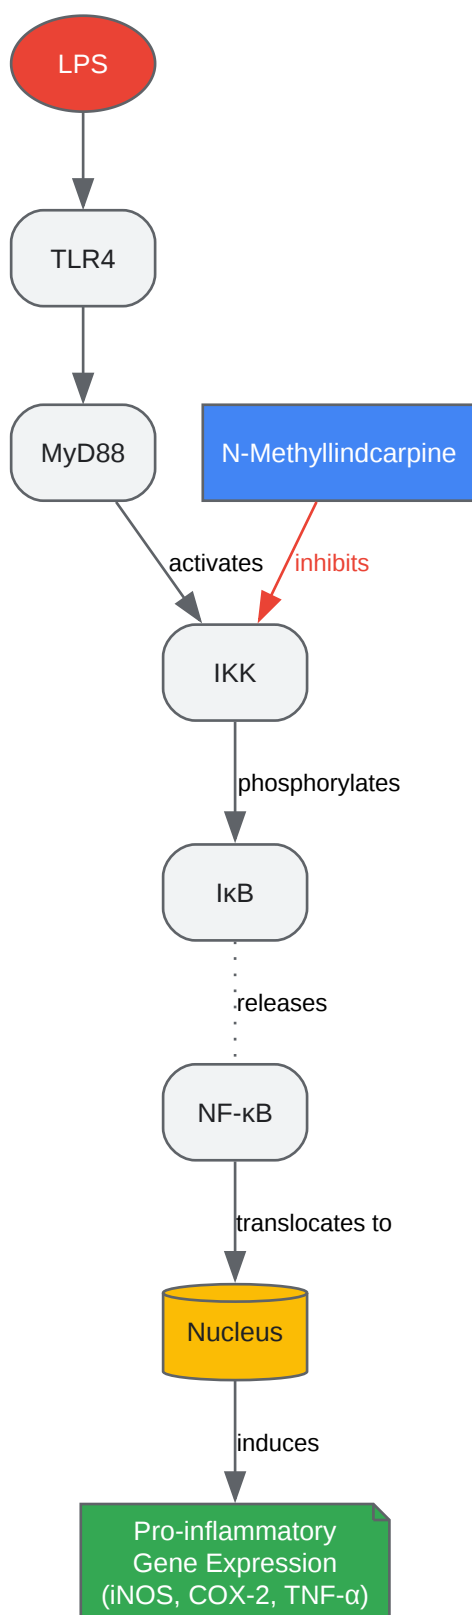 LPS
TLR4
MyD88
N-Methyllindcarpine
activates
inhibits
IKK
phosphorylates
IκB
releases
NF-κB
translocates to
Nucleus
induces
Pro-inflammatory
Gene Expression
(iNOS, COX-2, TNF-α)